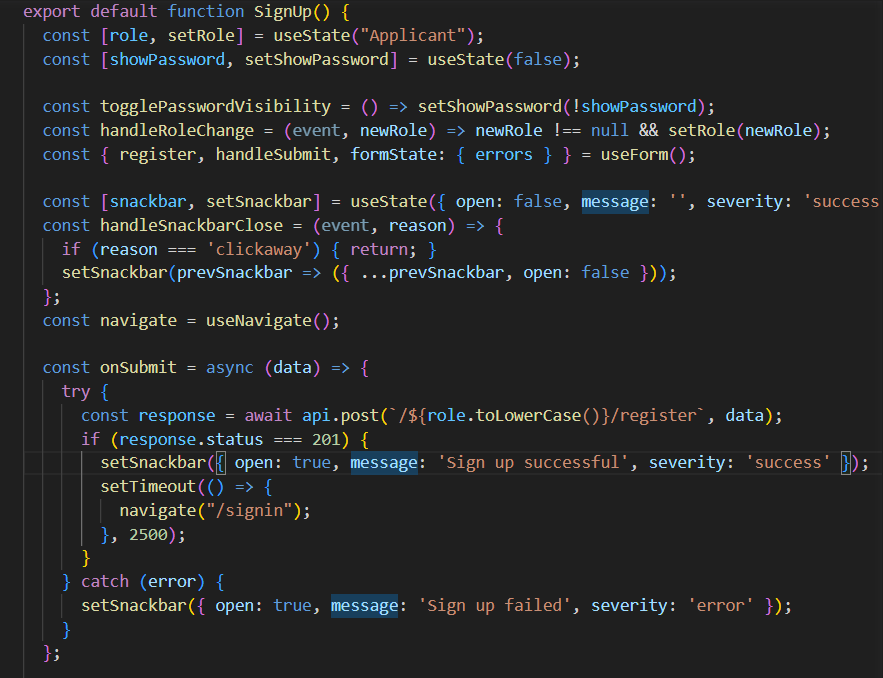 export default function SignUp() {
const [role, setRole] = useState("Applicant");
const [showPassword, setShowPassword] = useState(false);
const togglePasswordVisibility = () => setShowPassword(!showPassword);
const handleRoleChange = (event, newRole) => newRole !== null && setRole(newRole);
const { register, handleSubmit, formState: { errors } } = useForm();
const [snackbar, setSnackbar] = useState({ open: false, message: '', severity: 'success
const handleSnackbarClose = (event, reason) => {
if (reason === 'clickaway') { return; }
setSnackbar(prevSnackbar => ({ ...prevSnackbar, open: false }));
};
const navigate = useNavigate();
const onSubmit = async (data) => {
try {
const response = await api.post(`/${role.toLowerCase()}/register`, data);
if (response.status === 201) {
setSnackbar({ open: true, message: 'Sign up successful', severity: 'success' });
setTimeout(() => {
navigate("/signin");
}, 2500);
}
} catch (error) {
setSnackbar({ open: true, message: 'Sign up failed', severity: 'error' });
}
};